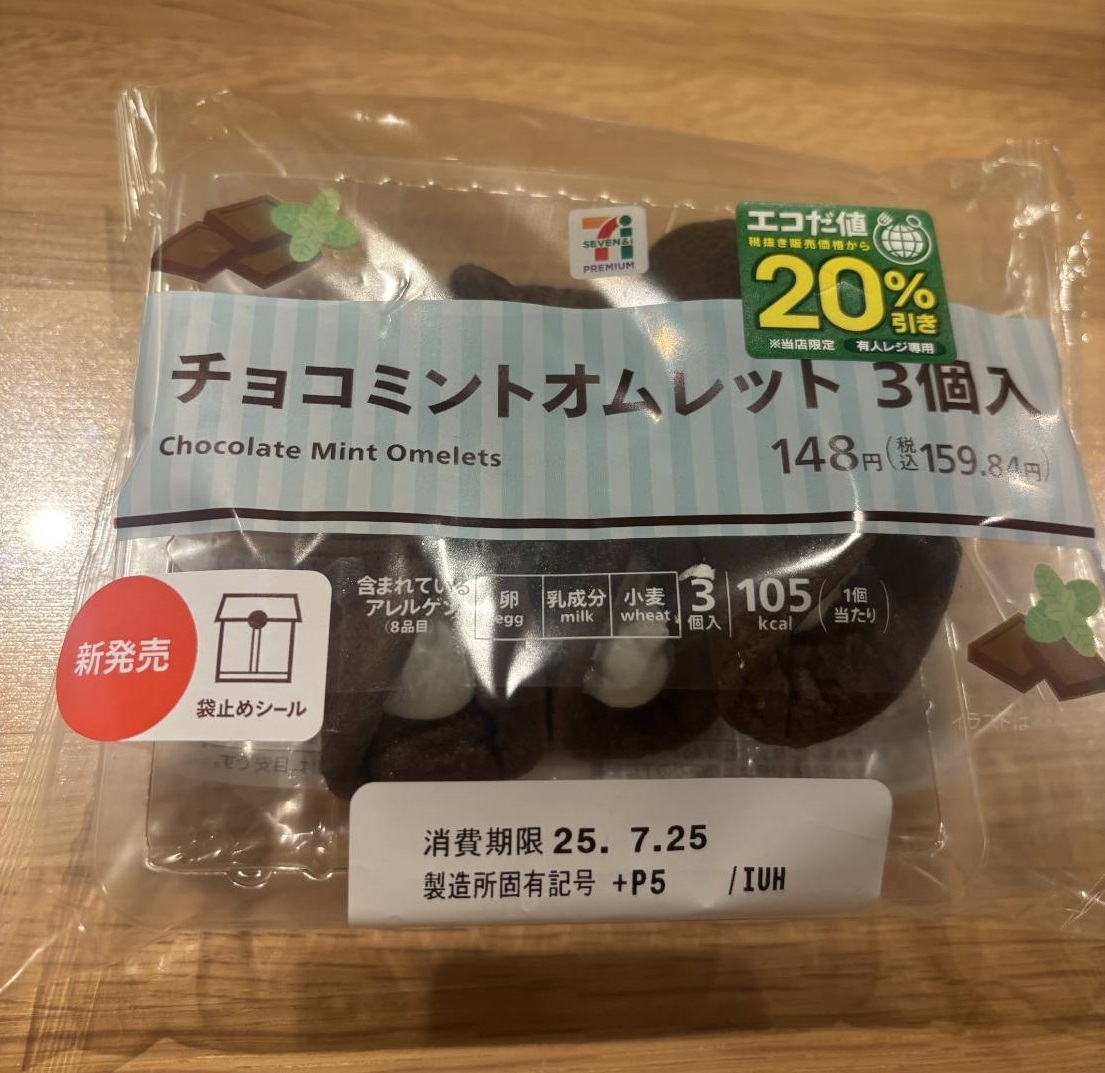 SEVEN&i
PREMIUM
エコだ値
税抜き販売価格から
20%
引き
※当店限定 有人レジ専用
チョコミントオムレット 3個入
Chocolate Mint Omelets
148円(税込159.84円)
含まれている
アレルゲン
(8品目
卵
egg
乳成分
milk
小麦
wheat
3
個入
105
kcal
(1個
当たり)
新発売
袋止めシール
イラストは
消費期限 25. 7.25
製造所固有記号 +P5 /IUH